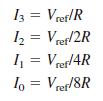 I₃ = Vref/R
I₂ = Vref/2R
I₁ = Vref/4R
I₀ = Vref/8R